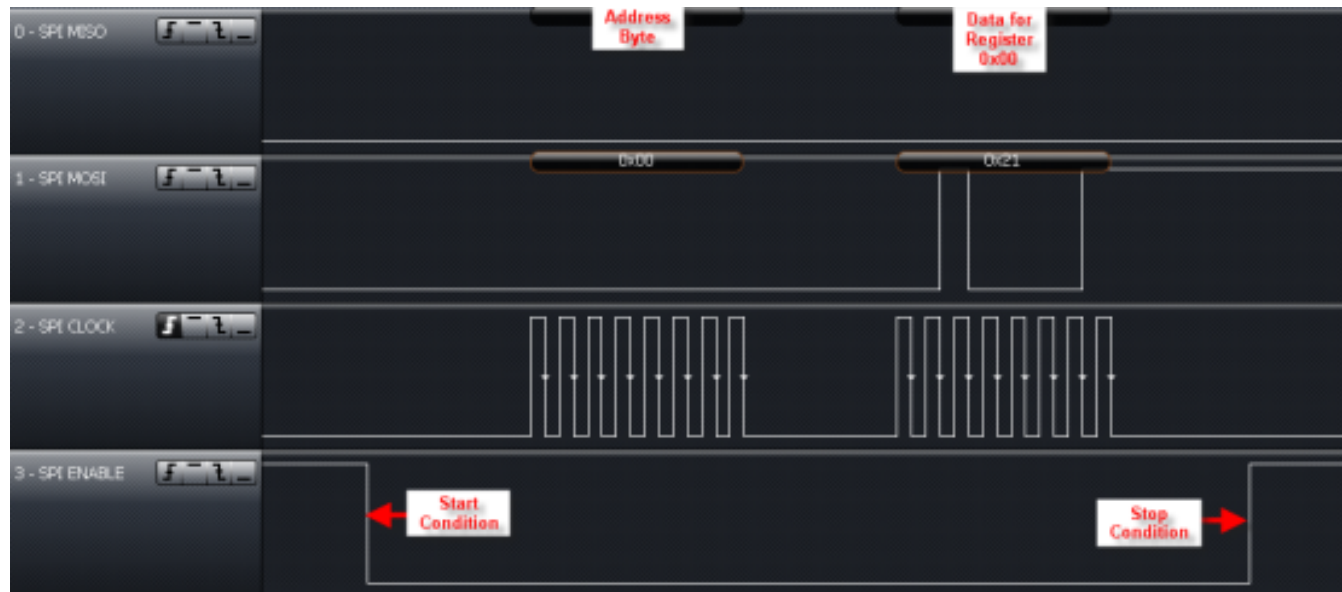 0 - SPI MISO
Address
Byte
Data for
Register
0x00
1 - SPI MOSI
0x00
0x21
2 - SPI CLOCK
3 - SPI ENABLE
Start
Condition
Stop
Condition